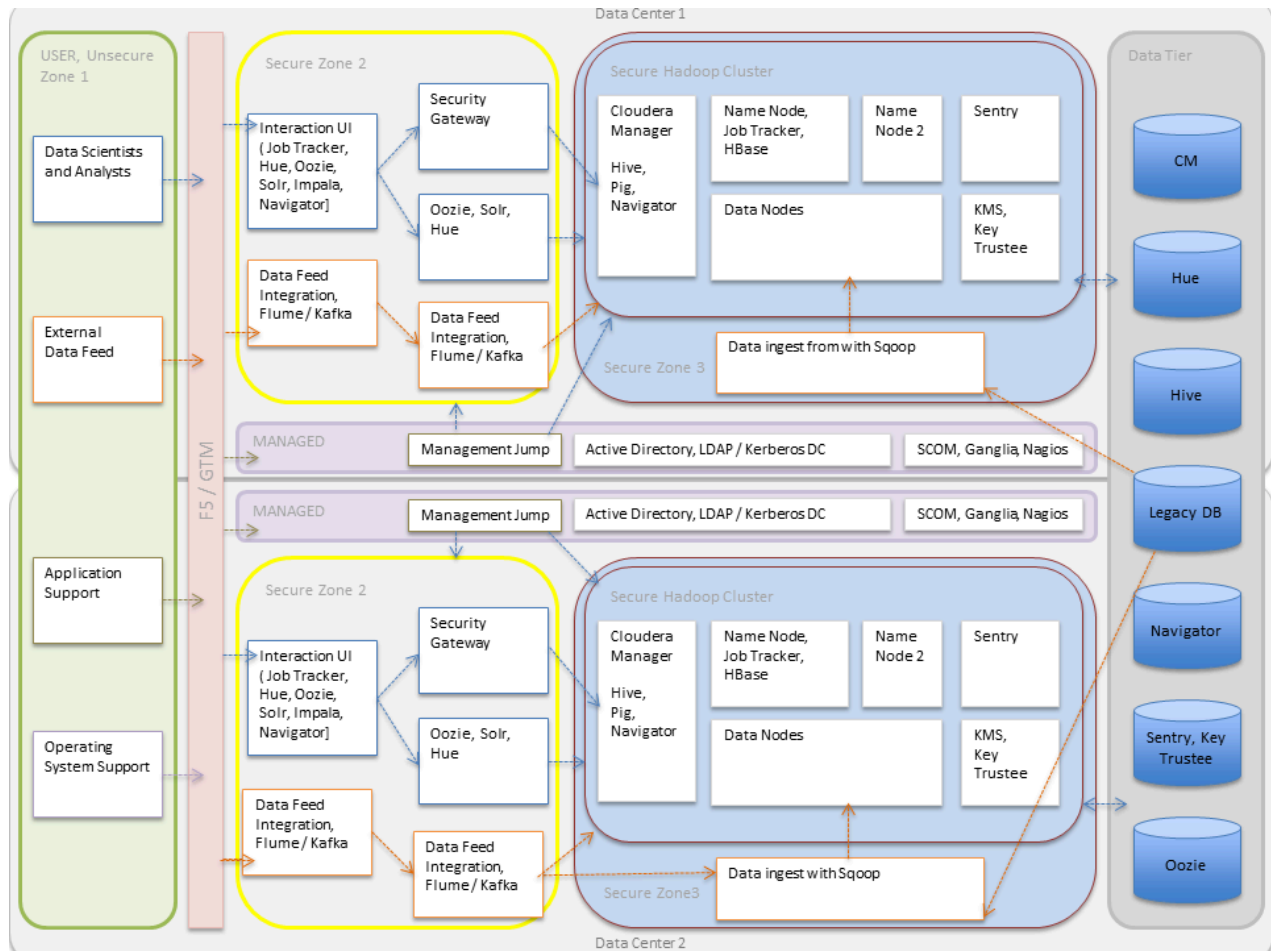 Data Center 1
USER, Unsecure
Zone 1
Data Scientists
and Analysts
External
Data Feed
Application
Support
Operating
System Support
F5 / GTM
Secure Zone 2
Interaction UI
( Job Tracker,
Hue, Oozie,
Solr, Impala,
Navigator]
Security
Gateway
Oozie, Solr,
Hue
Data Feed
Integration,
Flume / Kafka
Data Feed
Integration,
Flume / Kafka
Secure Hadoop Cluster
Cloudera
Manager
Hive,
Pig,
Navigator
Name Node,
Job Tracker,
HBase
Name
Node 2
Sentry
Data Nodes
KMS,
Key
Trustee
Data ingest from with Sqoop
Secure Zone 3
MANAGED
Management Jump
Active Directory, LDAP / Kerberos DC
SCOM, Ganglia, Nagios
MANAGED
Management Jump
Active Directory, LDAP / Kerberos DC
SCOM, Ganglia, Nagios
Secure Zone 2
Interaction UI
( Job Tracker,
Hue, Oozie,
Solr, Impala,
Navigator]
Security
Gateway
Oozie, Solr,
Hue
Data Feed
Integration,
Flume / Kafka
Data Feed
Integration,
Flume / Kafka
Secure Hadoop Cluster
Cloudera
Manager
Hive,
Pig,
Navigator
Name Node,
Job Tracker,
HBase
Name
Node 2
Sentry
Data Nodes
KMS,
Key
Trustee
Data ingest with Sqoop
Secure Zone3
Data Tier
CM
Hue
Hive
Legacy DB
Navigator
Sentry, Key
Trustee
Oozie
Data Center 2